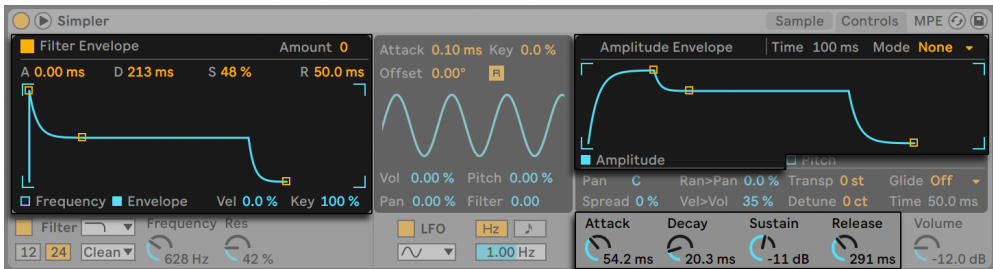 Simpler Sample Controls MPE
Filter Envelope Amount 0
A 0.00 ms D 213 ms S 48 % R 50.0 ms
Frequency Envelope Vel 0.0 % Key 100 %
Filter Frequency Res
12 24 Clean 628 Hz 42 %
Attack 0.10 ms Key 0.0 %
Offset 0.00° R
Vol 0.00 % Pitch 0.00 %
Pan 0.00 % Filter 0.00
LFO Hz ♪
1.00 Hz
Amplitude Envelope Time 100 ms Mode None
Amplitude Pitch
Pan C Ran>Pan 0.0 % Transp 0 st Glide Off
Spread 0 % Vel>Vol 35 % Detune 0 ct Time 50.0 ms
Attack Decay Sustain Release Volume
54.2 ms 20.3 ms -11 dB 291 ms -12.0 dB